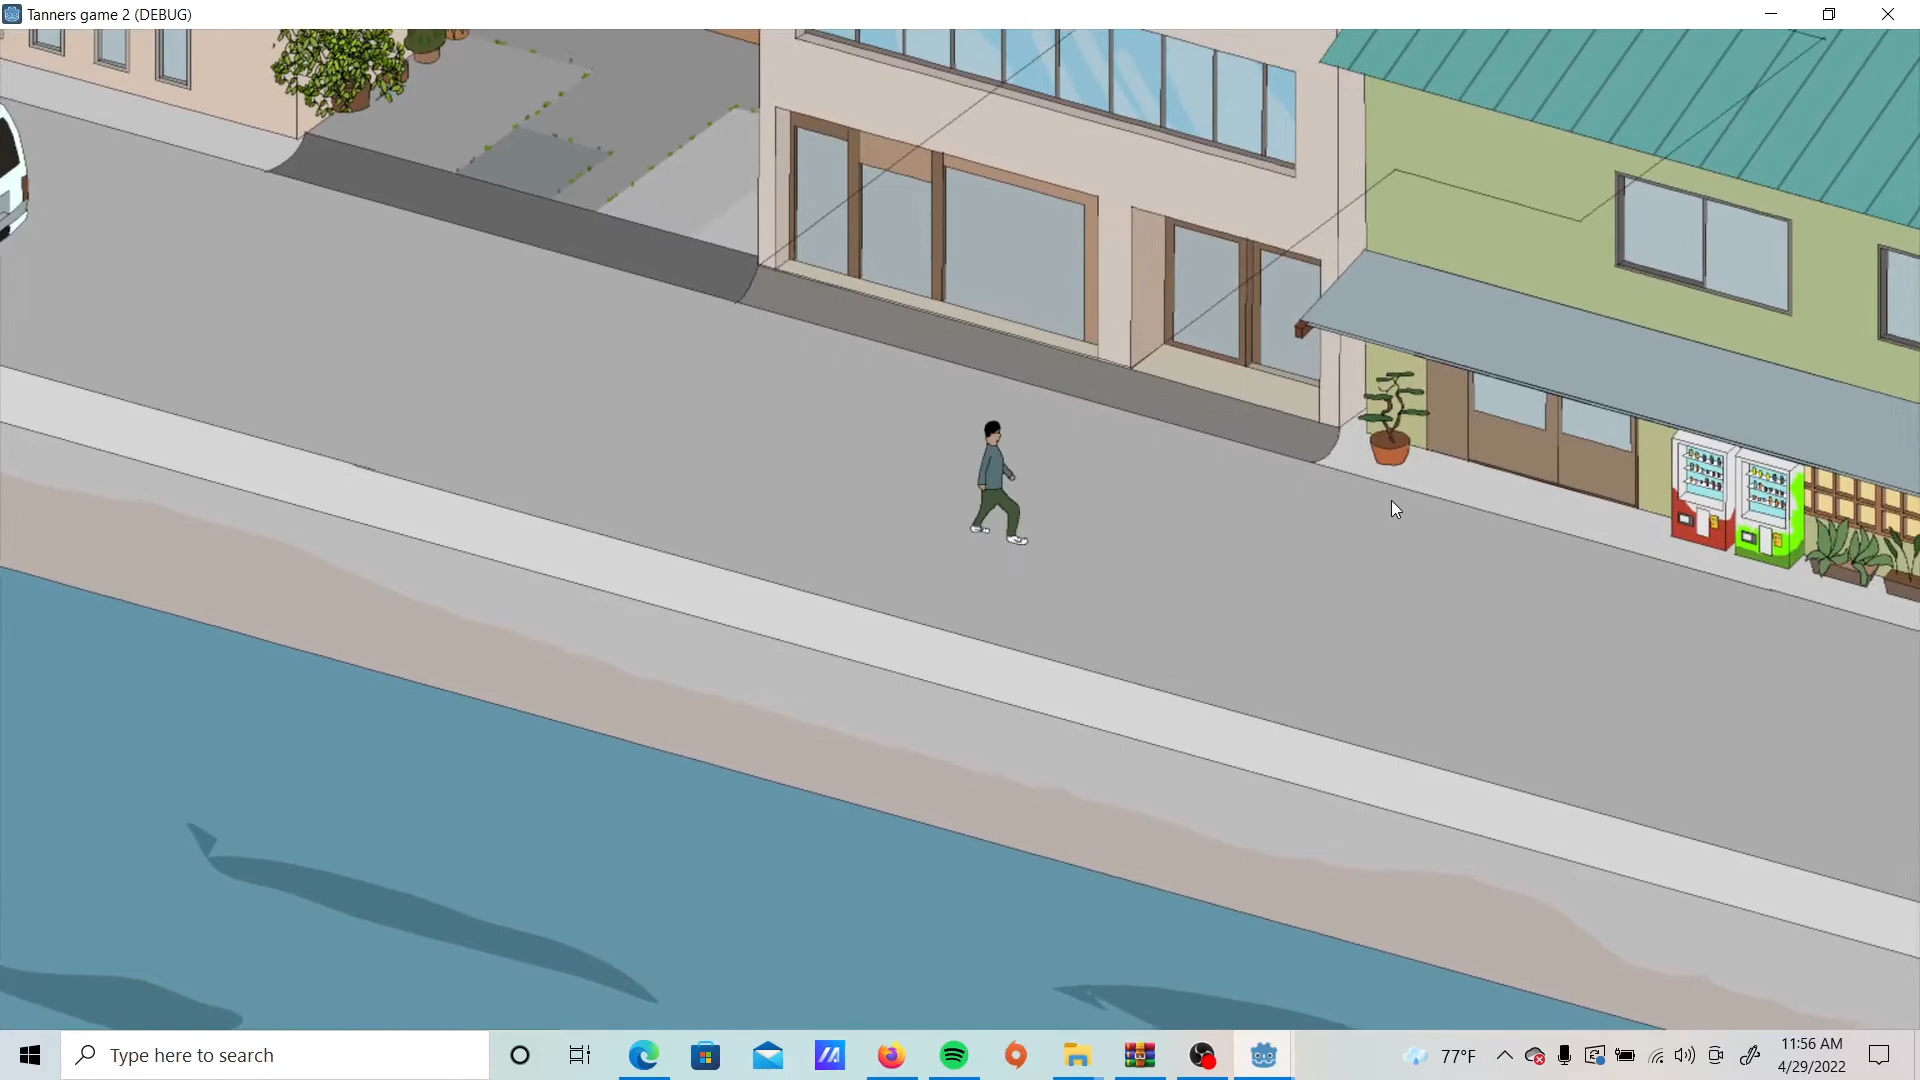 Tanners game 2 (DEBUG)
Type here to search
77°F
11:56 AM
4/29/2022